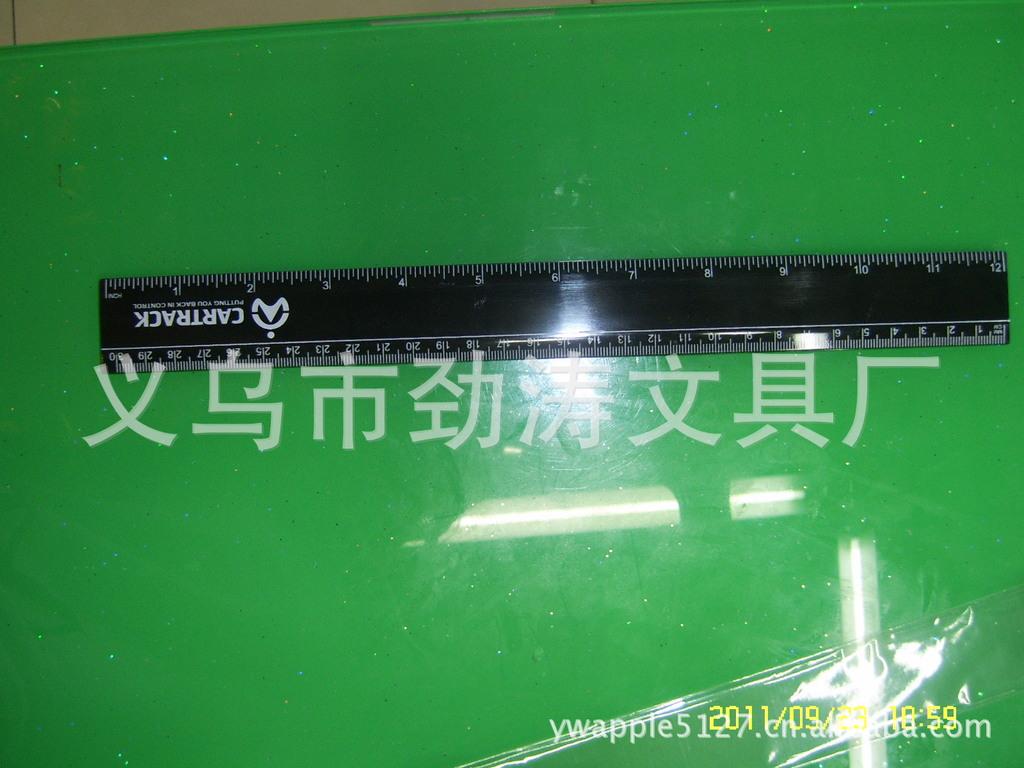 INCH 1 2 3 4 5 6 7 8 9 10 11 12
CARTRACK
PUTTING YOU BACK IN CONTROL
30 29 28 27 26 25 24 23 22 21 20 19 18 17 16 15 14 13 12 11 10 9 8 7 6 5 4 3 2 1
义乌市劲涛文具厂
2011/09/23 16:59
ywapple5127.cn.alibaba.com